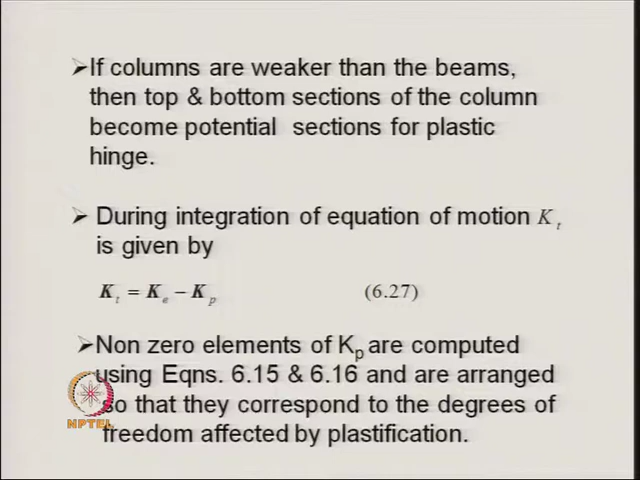 ➢If columns are weaker than the beams,
then top & bottom sections of the column
become potential sections for plastic
hinge.
➢ During integration of equation of motion K_t
is given by
K_t = K_e − K_p (6.27)
➢Non zero elements of K_p are computed
using Eqns. 6.15 & 6.16 and are arranged
so that they correspond to the degrees of
freedom affected by plastification.
NPTEL